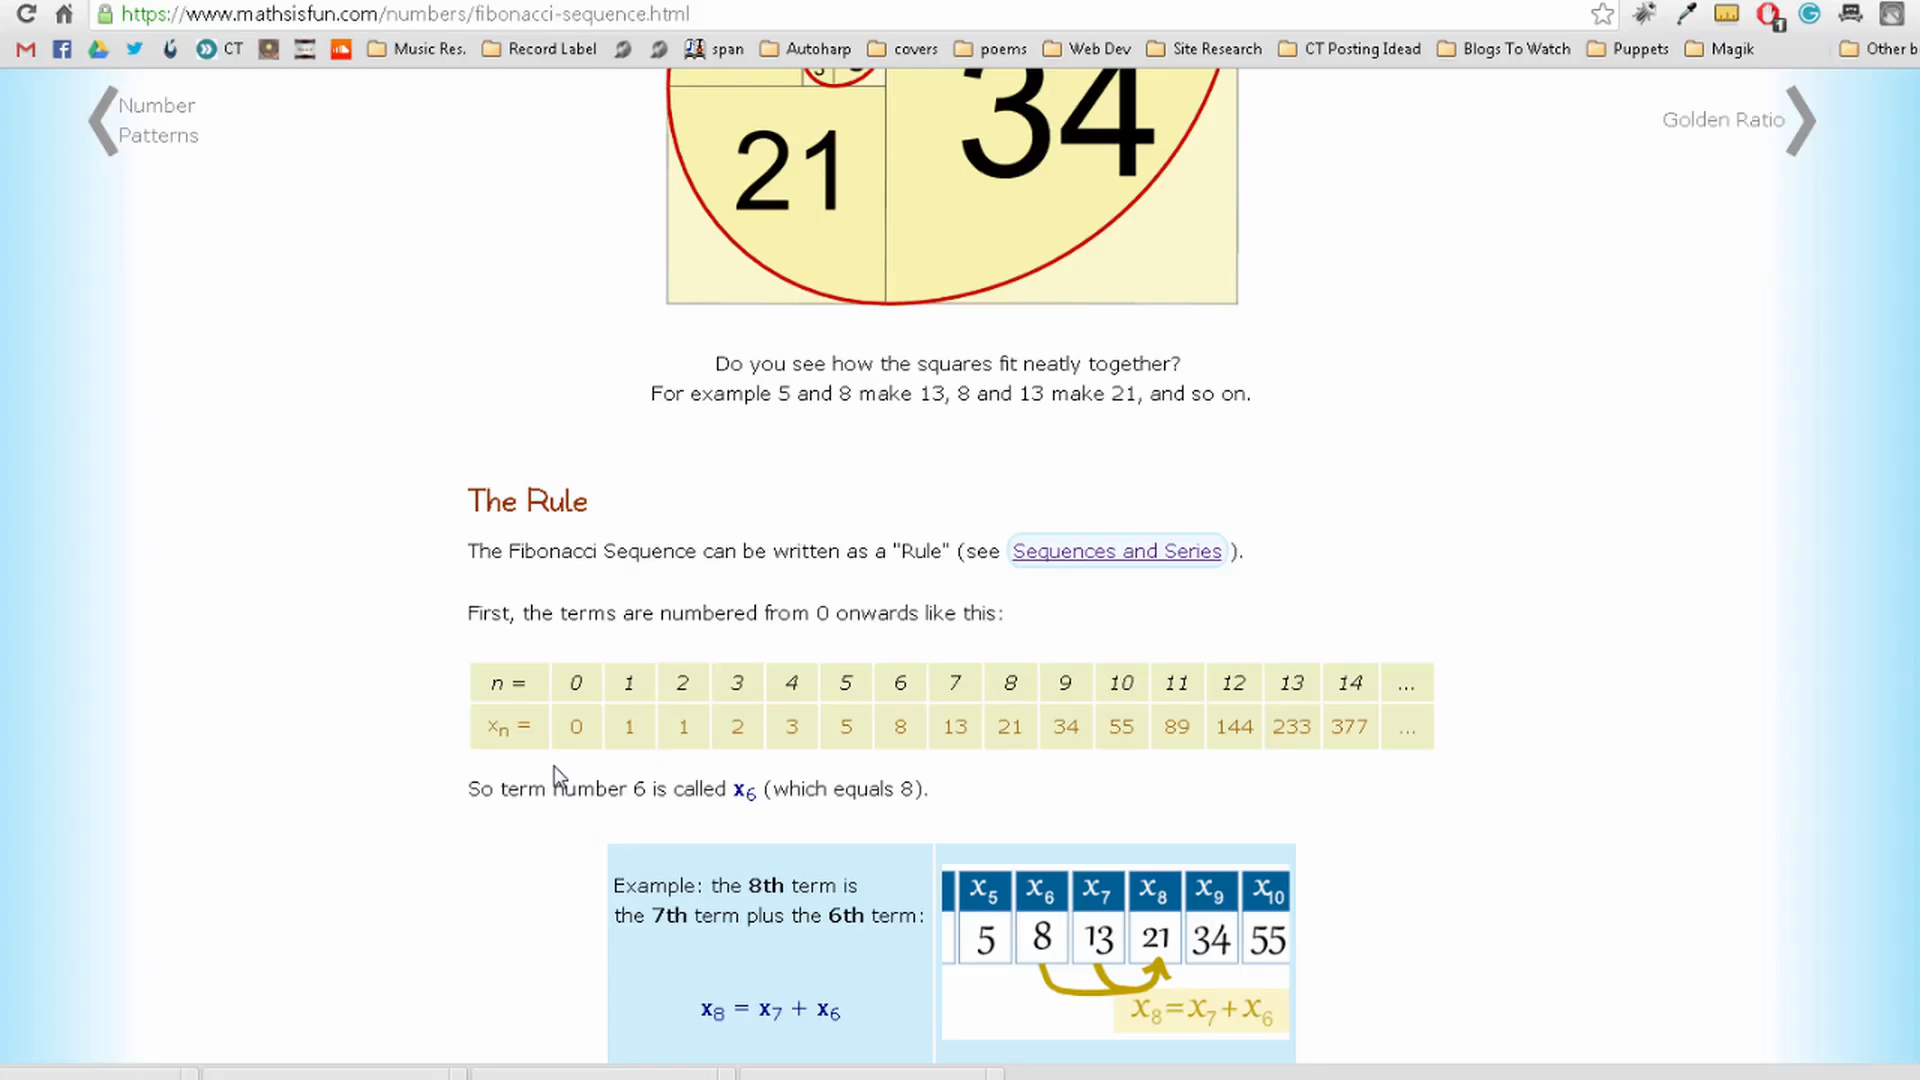 https://www.mathsisfun.com/numbers/fibonacci-sequence.html
CT Music Res. Record Label span Autoharp covers poems Web Dev Site Research CT Posting Idead Blogs To Watch Puppets Magik Other b
Number
Patterns
Golden Ratio
34
21
Do you see how the squares fit neatly together?
For example 5 and 8 make 13, 8 and 13 make 21, and so on.
The Rule
The Fibonacci Sequence can be written as a "Rule" (see Sequences and Series ).
First, the terms are numbered from 0 onwards like this:
n = 0 1 2 3 4 5 6 7 8 9 10 11 12 13 14 ...
xn = 0 1 1 2 3 5 8 13 21 34 55 89 144 233 377 ...
So term number 6 is called x6 (which equals 8).
Example: the 8th term is
the 7th term plus the 6th term:
x8 = x7 + x6
x5 x6 x7 x8 x9 x10
5 8 13 21 34 55
x8=x7+x6